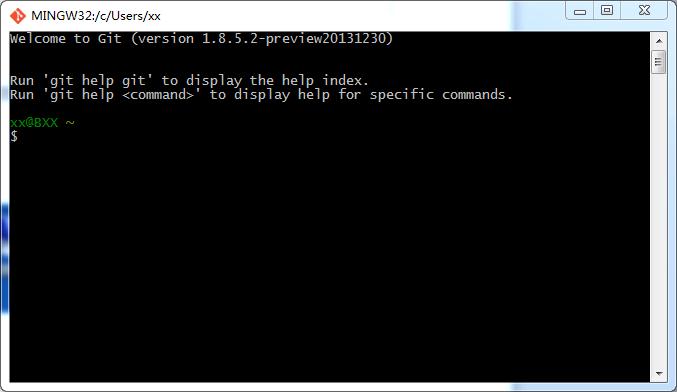 MINGW32:/c/Users/xx
Welcome to Git (version 1.8.5.2-preview20131230)
Run 'git help git' to display the help index.
Run 'git help <command>' to display help for specific commands.
xx@BXX ~
$